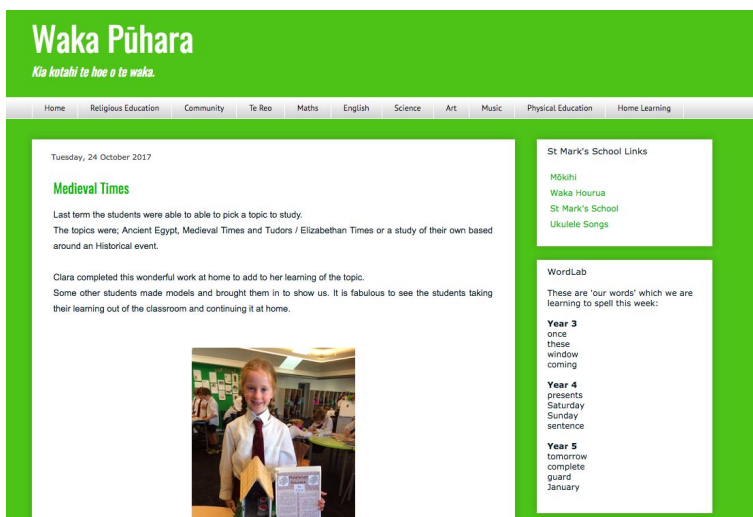 Waka Pūhara
Kia kotahi te hoe o te waka.
Home Religious Education Community Te Reo Maths English Science Art Music Physical Education Home Learning
Tuesday, 24 October 2017
Medieval Times
Last term the students were able to able to pick a topic to study.
The topics were; Ancient Egypt, Medieval Times and Tudors / Elizabethan Times or a study of their own based
around an Historical event.
Clara completed this wonderful work at home to add to her learning of the topic.
Some other students made models and brought them in to show us. It is fabulous to see the students taking
their learning out of the classroom and continuing it at home.
St Mark's School Links
Mōkihi
Waka Hourua
St Mark's School
Ukulele Songs
WordLab
These are 'our words' which we are
learning to spell this week:
Year 3
once
these
window
coming
Year 4
presents
Saturday
Sunday
sentence
Year 5
tomorrow
complete
guard
January